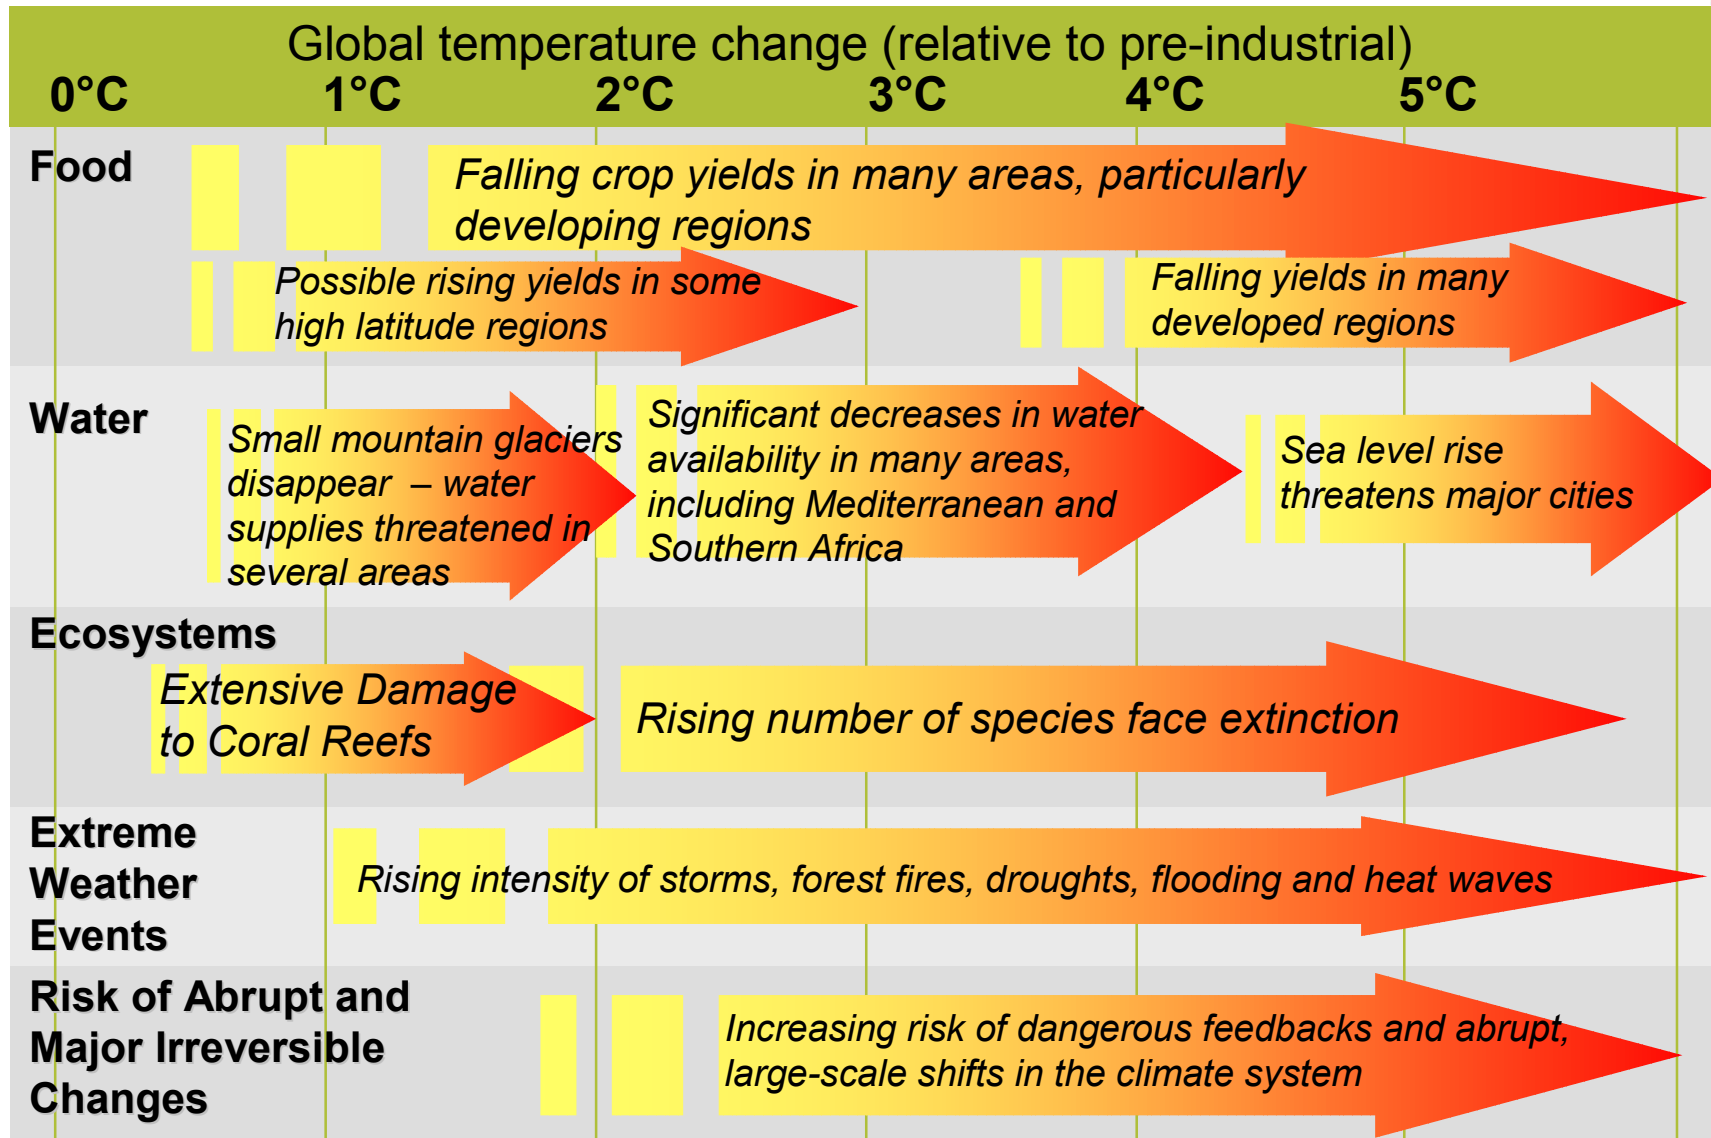 Global temperature change (relative to pre-industrial)
0°C 1°C 2°C 3°C 4°C 5°C
Food
Falling crop yields in many areas, particularly
developing regions
Possible rising yields in some
high latitude regions
Falling yields in many
developed regions
Water
Small mountain glaciers
disappear – water
supplies threatened in
several areas
Significant decreases in water
availability in many areas,
including Mediterranean and
Southern Africa
Sea level rise
threatens major cities
Ecosystems
Extensive Damage
to Coral Reefs
Rising number of species face extinction
Extreme
Weather
Events
Rising intensity of storms, forest fires, droughts, flooding and heat waves
Risk of Abrupt and
Major Irreversible
Changes
Increasing risk of dangerous feedbacks and abrupt,
large-scale shifts in the climate system